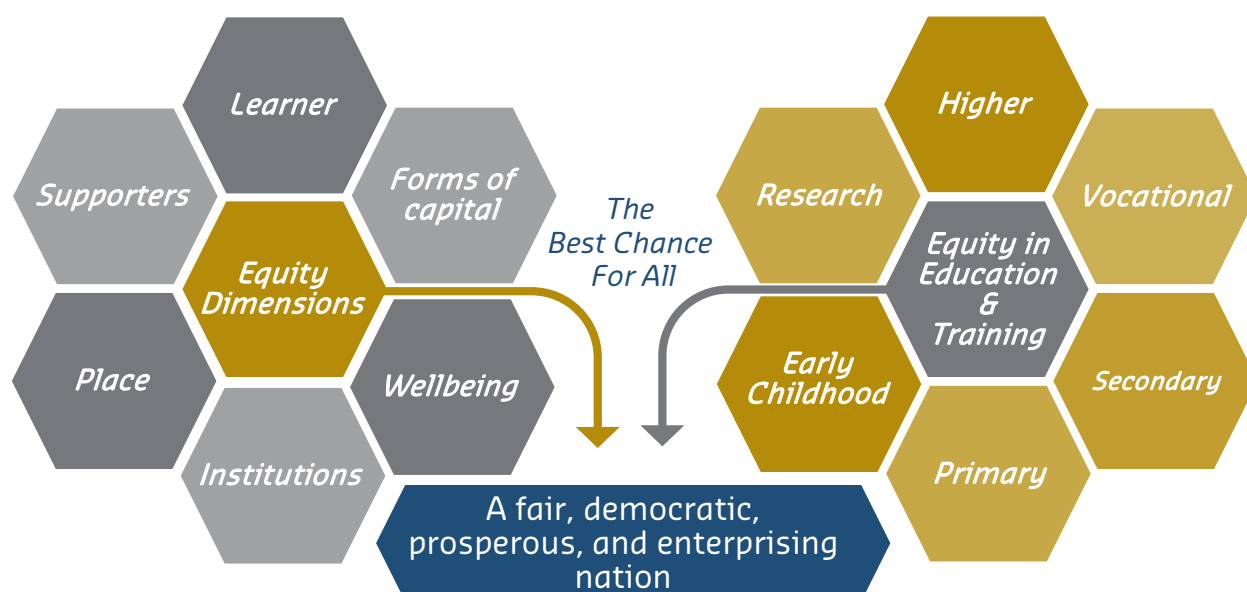 Learner
Supporters
Forms of
capital
Equity
Dimensions
Place
Wellbeing
Institutions
The
Best Chance
For All
Higher
Research
Vocational
Equity in
Education
&
Training
Early
Childhood
Secondary
Primary
A fair, democratic,
prosperous, and enterprising
nation